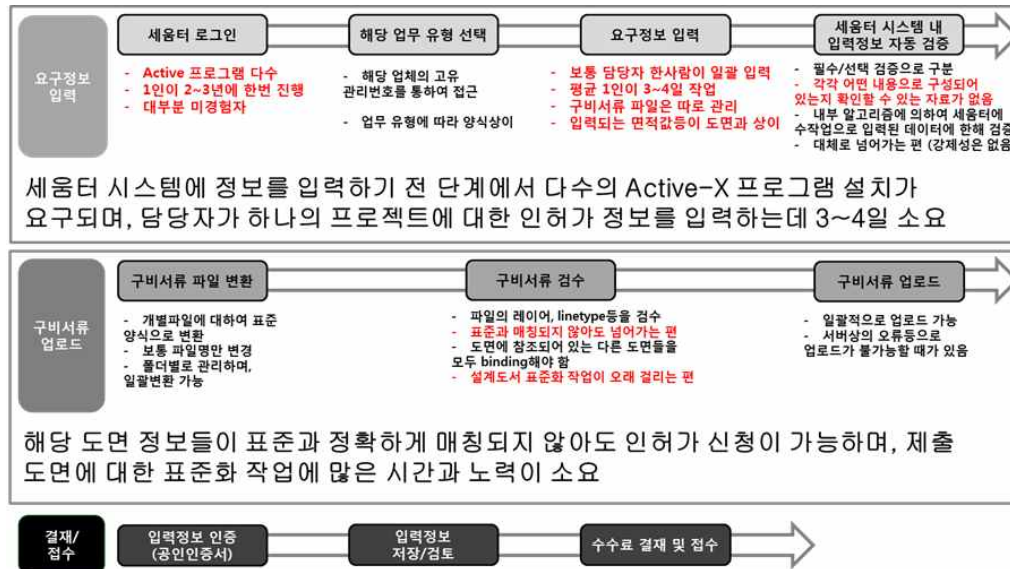 요구정보
입력
세움터 로그인
- Active 프로그램 다수
- 1인이 2~3년에 한번 진행
- 대부분 미경험자
해당 업무 유형 선택
- 해당 업체의 고유
관리번호를 통하여 접근
- 업무 유형에 따라 양식상이
요구정보 입력
- 보통 담당자 한사람이 일괄 입력
- 평균 1인이 3~4일 작업
- 구비서류 파일은 따로 관리
- 입력되는 면적값등이 도면과 상이
세움터 시스템 내
입력정보 자동 검증
- 필수/선택 검증으로 구분
- 각각 어떤 내용으로 구성되어
있는지 확인할 수 있는 자료가 없음
- 내부 알고리즘에 의하여 세움터에
수작업으로 입력된 데이터에 한해 검증
- 대체로 넘어가는 편 (강제성은 없음
세움터 시스템에 정보를 입력하기 전 단계에서 다수의 Active-X 프로그램 설치가
요구되며, 담당자가 하나의 프로젝트에 대한 인허가 정보를 입력하는데 3~4일 소요
구비서류
업로드
구비서류 파일 변환
- 개별파일에 대하여 표준
양식으로 변환
- 보통 파일명만 변경
- 폴더별로 관리하며,
일괄변환 가능
구비서류 검수
- 파일의 레이어, linetype등을 검수
- 표준과 매칭되지 않아도 넘어가는 편
- 도면에 참조되어 있는 다른 도면들을
모두 binding해야 함
- 설계도서 표준화 작업이 오래 걸리는 편
구비서류 업로드
- 일괄적으로 업로드 가능
- 서버상의 오류등으로
업로드가 불가능할 때가 있음
해당 도면 정보들이 표준과 정확하게 매칭되지 않아도 인허가 신청이 가능하며, 제출
도면에 대한 표준화 작업에 많은 시간과 노력이 소요
결재/
접수
입력정보 인증
(공인인증서)
입력정보
저장/검토
수수료 결재 및 접수